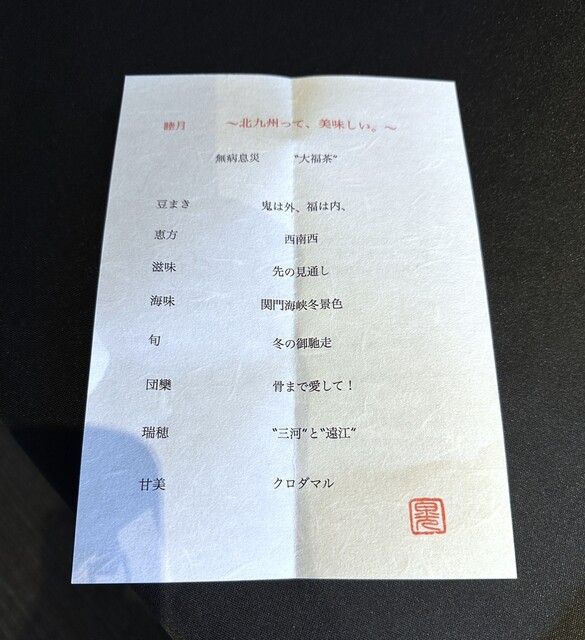 睦月 ～北九州って、美味しい。～
無病息災 〝大福茶〟
豆まき 鬼は外、福は内、
恵方 西南西
滋味 先の見通し
海味 関門海峡冬景色
旬 冬の御馳走
団欒 骨まで愛して！
瑞穂 〝三河〟と〝遠江〟
甘美 クロダマル